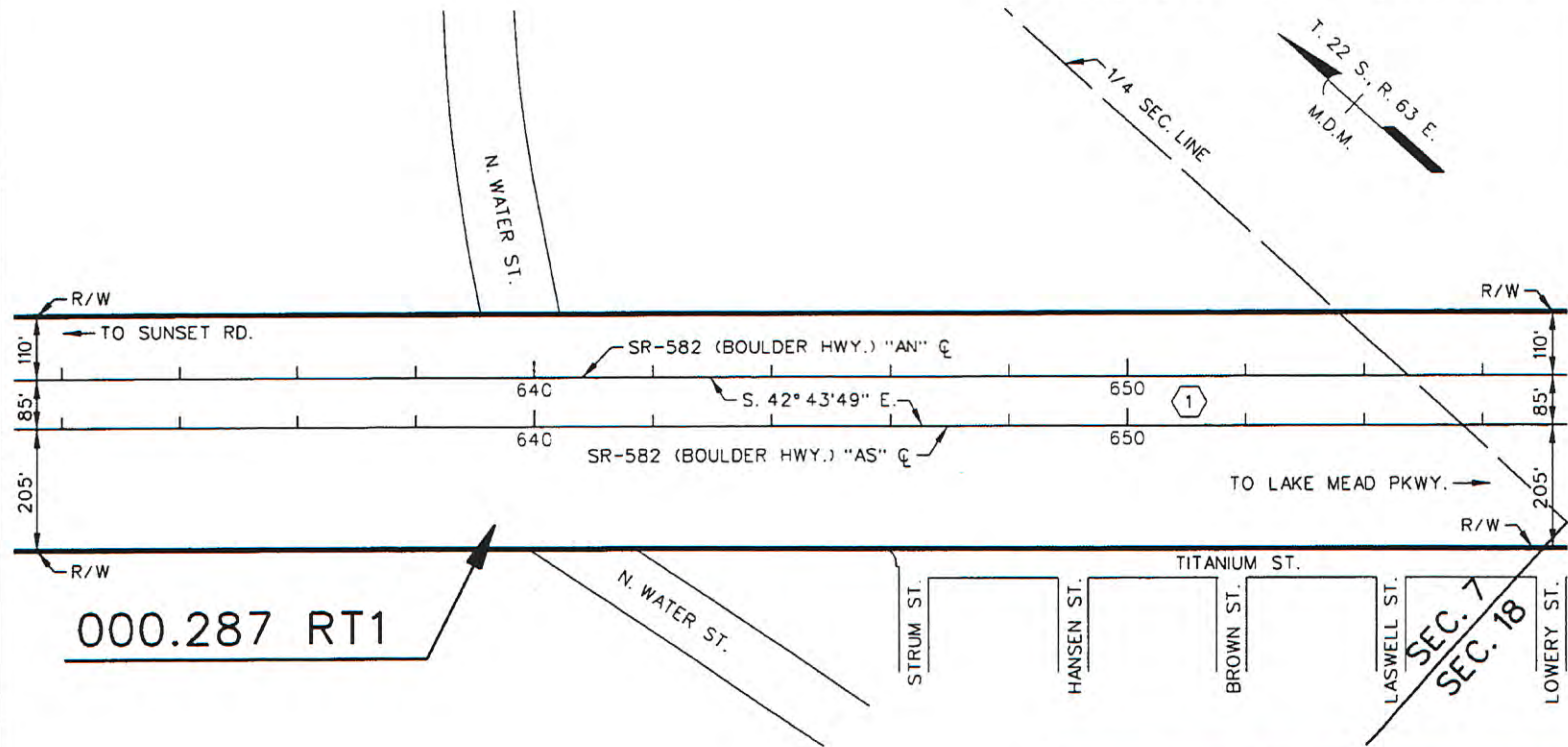 T. 22 S., R. 63 E.
M.D.M.
1/4 SEC. LINE
N. WATER ST.
R/W
R/W
TO SUNSET RD.
110'
110'
SR-582 (BOULDER HWY.) "AN" ℄
640
650
85'
85'
S. 42° 43'49" E.
1
640
650
SR-582 (BOULDER HWY.) "AS" ℄
205'
205'
TO LAKE MEAD PKWY.
R/W
R/W
TITANIUM ST.
000.287 RT1
N. WATER ST.
STRUM ST.
HANSEN ST.
BROWN ST.
LASWELL ST.
LOWERY ST.
SEC. 7
SEC. 18